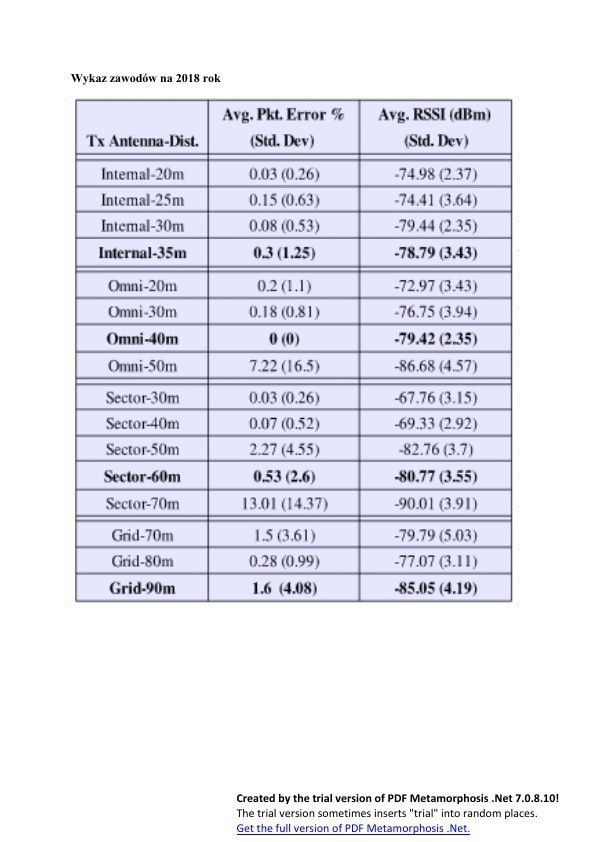 Wykaz zawodów na 2018 rok
Avg. Pkt. Error % Avg. RSSI (dBm)
Tx Antenna-Dist. (Std. Dev) (Std. Dev)
Internal-20m 0.03 (0.26) -74.98 (2.37)
Internal-25m 0.15 (0.63) -74.41 (3.64)
Internal-30m 0.08 (0.53) -79.44 (2.35)
Internal-35m 0.3 (1.25) -78.79 (3.43)
Omni-20m 0.2 (1.1) -72.97 (3.43)
Omni-30m 0.18 (0.81) -76.75 (3.94)
Omni-40m 0 (0) -79.42 (2.35)
Omni-50m 7.22 (16.5) -86.68 (4.57)
Sector-30m 0.03 (0.26) -67.76 (3.15)
Sector-40m 0.07 (0.52) -69.33 (2.92)
Sector-50m 2.27 (4.55) -82.76 (3.7)
Sector-60m 0.53 (2.6) -80.77 (3.55)
Sector-70m 13.01 (14.37) -90.01 (3.91)
Grid-70m 1.5 (3.61) -79.79 (5.03)
Grid-80m 0.28 (0.99) -77.07 (3.11)
Grid-90m 1.6 (4.08) -85.05 (4.19)
Created by the trial version of PDF Metamorphosis .Net 7.0.8.10!
The trial version sometimes inserts "trial" into random places.
Get the full version of PDF Metamorphosis .Net.